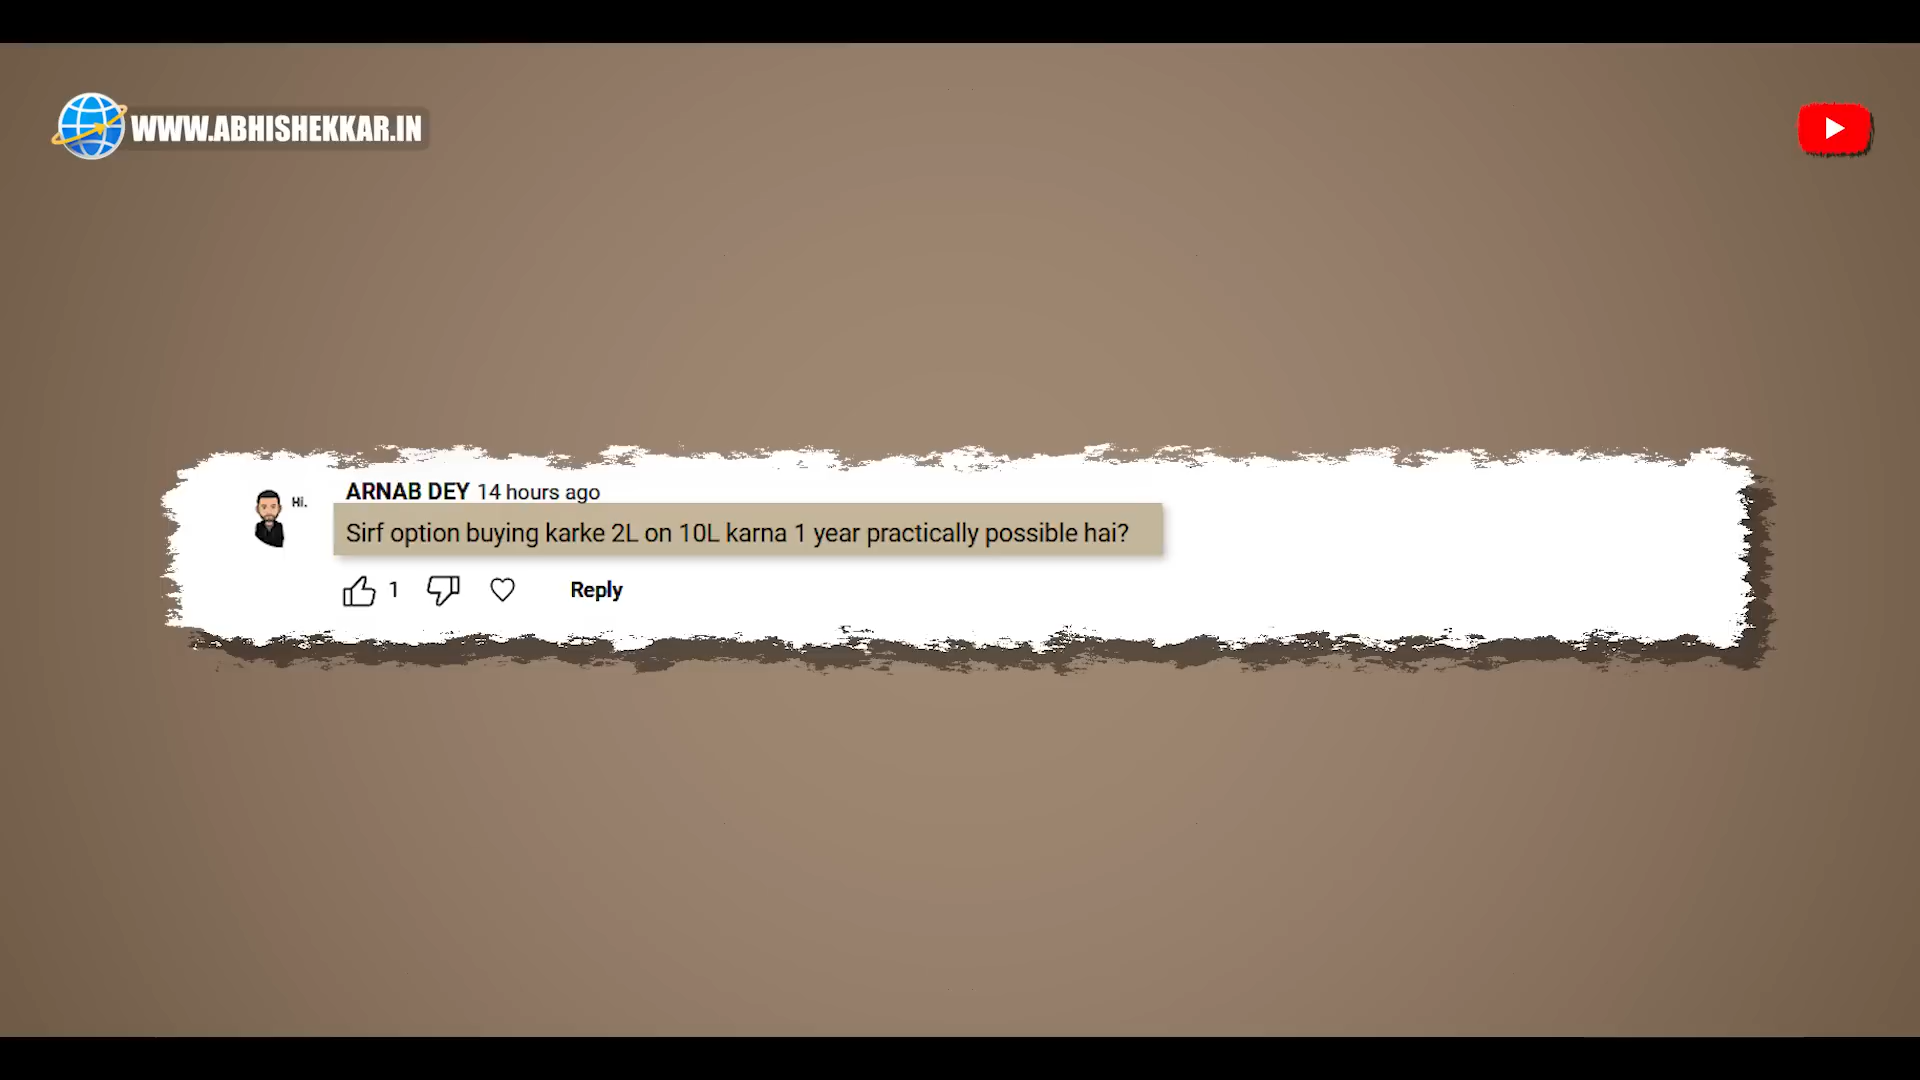 WWW.ABHISHEKKAR.IN
Hi.
ARNAB DEY 14 hours ago
Sirf option buying karke 2L on 10L karna 1 year practically possible hai?
1
Reply